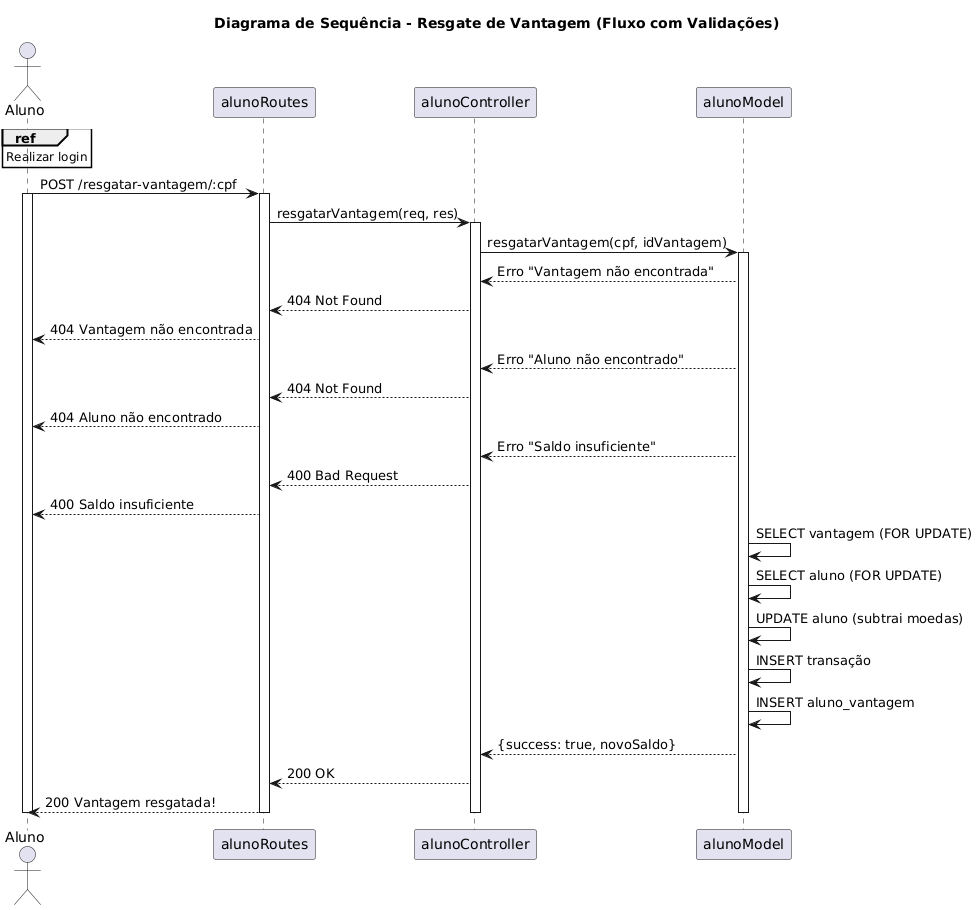 Diagrama de Sequência - Resgate de Vantagem (Fluxo com Validações)
Aluno
alunoRoutes
alunoController
alunoModel
ref
Realizar login
POST /resgatar-vantagem/:cpf
resgatarVantagem(req, res)
resgatarVantagem(cpf, idVantagem)
Erro "Vantagem não encontrada"
404 Not Found
404 Vantagem não encontrada
Erro "Aluno não encontrado"
404 Not Found
404 Aluno não encontrado
Erro "Saldo insuficiente"
400 Bad Request
400 Saldo insuficiente
SELECT vantagem (FOR UPDATE)
SELECT aluno (FOR UPDATE)
UPDATE aluno (subtrai moedas)
INSERT transação
INSERT aluno_vantagem
{success: true, novoSaldo}
200 OK
200 Vantagem resgatada!
Aluno
alunoRoutes
alunoController
alunoModel